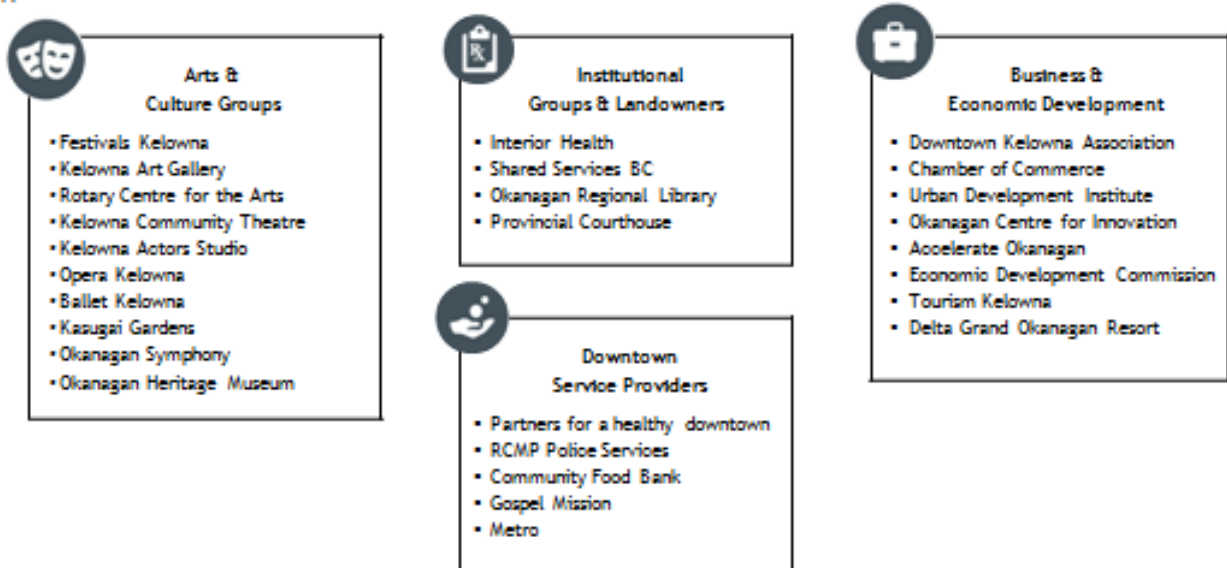 Arts &
Culture Groups
▪ Festivals Kelowna
▪ Kelowna Art Gallery
▪ Rotary Centre for the Arts
▪ Kelowna Community Theatre
▪ Kelowna Actors Studio
▪ Opera Kelowna
▪ Ballet Kelowna
▪ Kasugai Gardens
▪ Okanagan Symphony
▪ Okanagan Heritage Museum
Rx
Institutional
Groups & Landowners
▪ Interior Health
▪ Shared Services BC
▪ Okanagan Regional Library
▪ Provincial Courthouse
Downtown
Service Providers
▪ Partners for a healthy downtown
▪ RCMP Police Services
▪ Community Food Bank
▪ Gospel Mission
▪ Metro
Business &
Economic Development
▪ Downtown Kelowna Association
▪ Chamber of Commerce
▪ Urban Development Institute
▪ Okanagan Centre for Innovation
▪ Accelerate Okanagan
▪ Economic Development Commission
▪ Tourism Kelowna
▪ Delta Grand Okanagan Resort